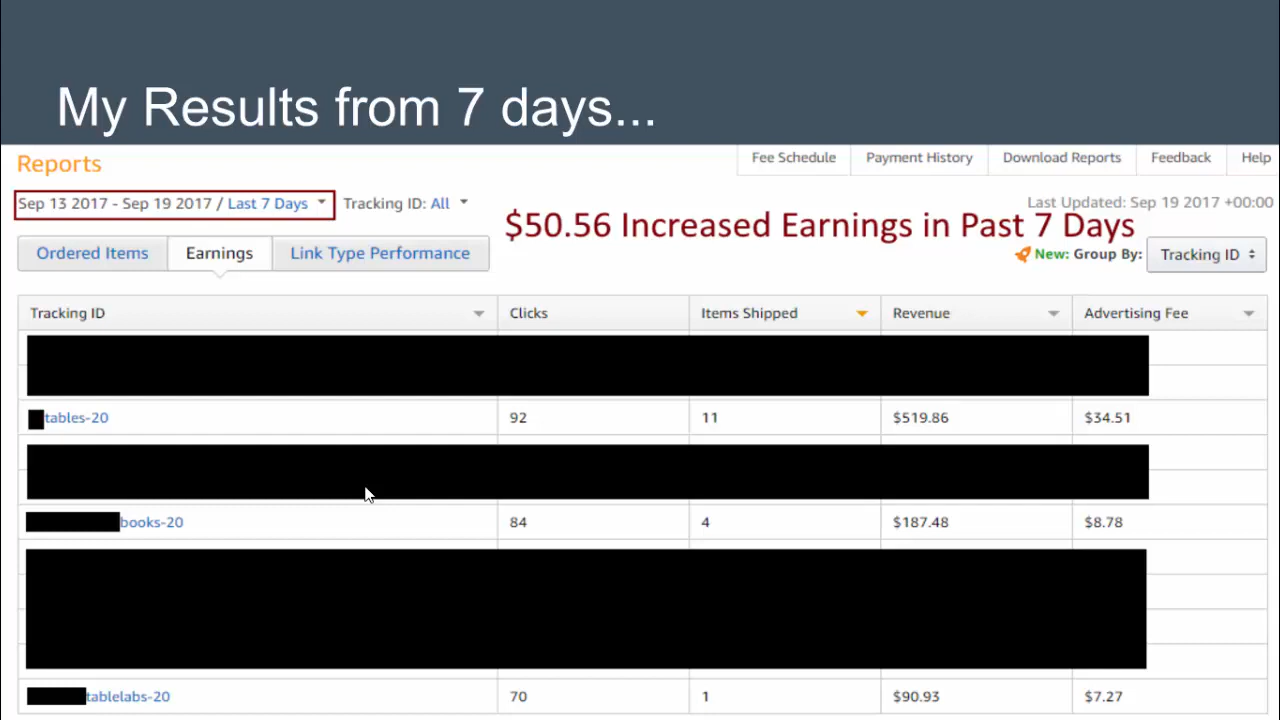 My Results from 7 days...
Reports
Fee Schedule Payment History Download Reports Feedback Help
Sep 13 2017 - Sep 19 2017 / Last 7 Days Tracking ID: All
Last Updated: Sep 19 2017 +00:00
$50.56 Increased Earnings in Past 7 Days
Ordered Items Earnings Link Type Performance
New: Group By: Tracking ID
Tracking ID Clicks Items Shipped Revenue Advertising Fee
tables-20 92 11 $519.86 $34.51
books-20 84 4 $187.48 $8.78
tablelabs-20 70 1 $90.93 $7.27